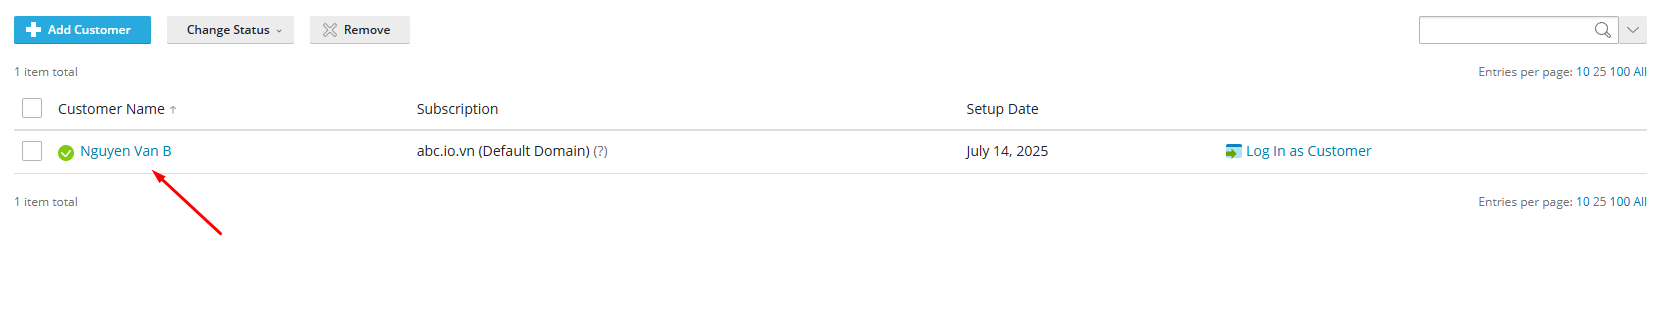 Add Customer Change Status Remove
1 item total Entries per page: 10 25 100 All
Customer Name ↑ Subscription Setup Date
Nguyen Van B abc.io.vn (Default Domain) (?) July 14, 2025 Log In as Customer
1 item total Entries per page: 10 25 100 All